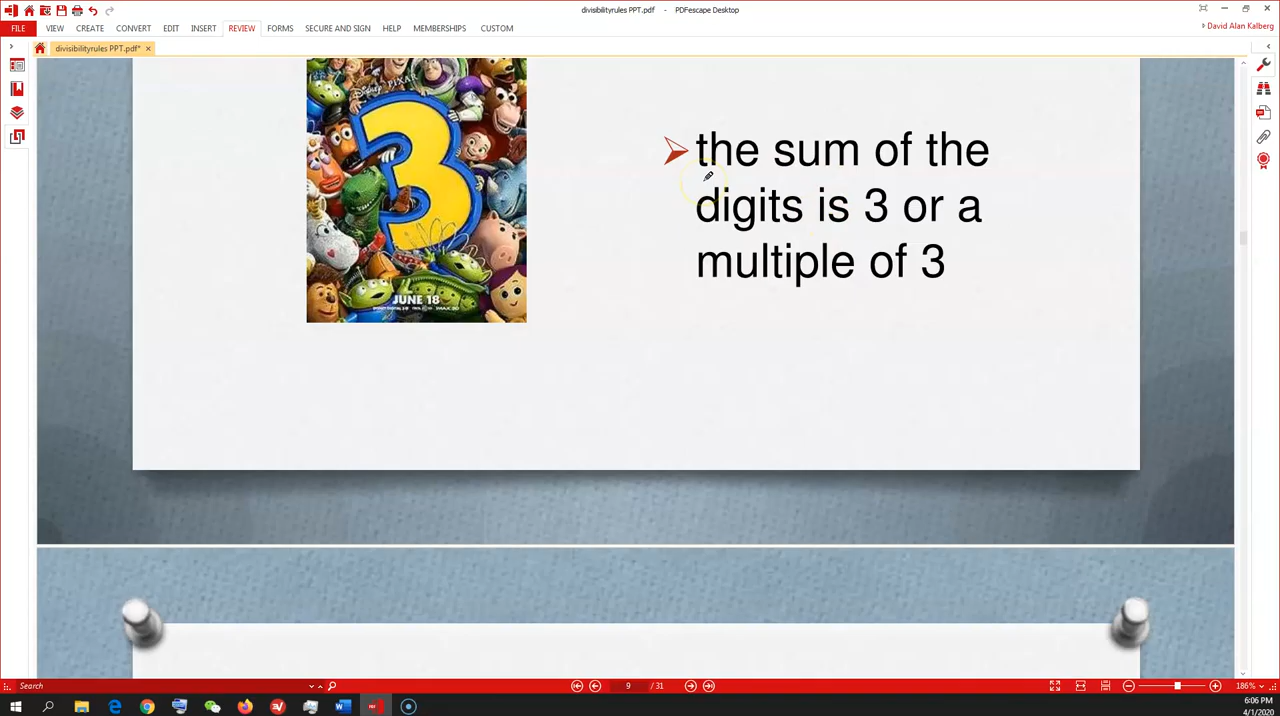 divisibilityrules PPT.pdf - PDFescape Desktop
FILE VIEW CREATE CONVERT EDIT INSERT REVIEW FORMS SECURE AND SIGN HELP MEMBERSHIPS CUSTOM
David Alan Kalberg
divisibilityrules PPT.pdf*
Disney PIXAR
3
JUNE 18
the sum of the
digits is 3 or a
multiple of 3
Search
9 / 31
186%
6:06 PM
4/1/2020